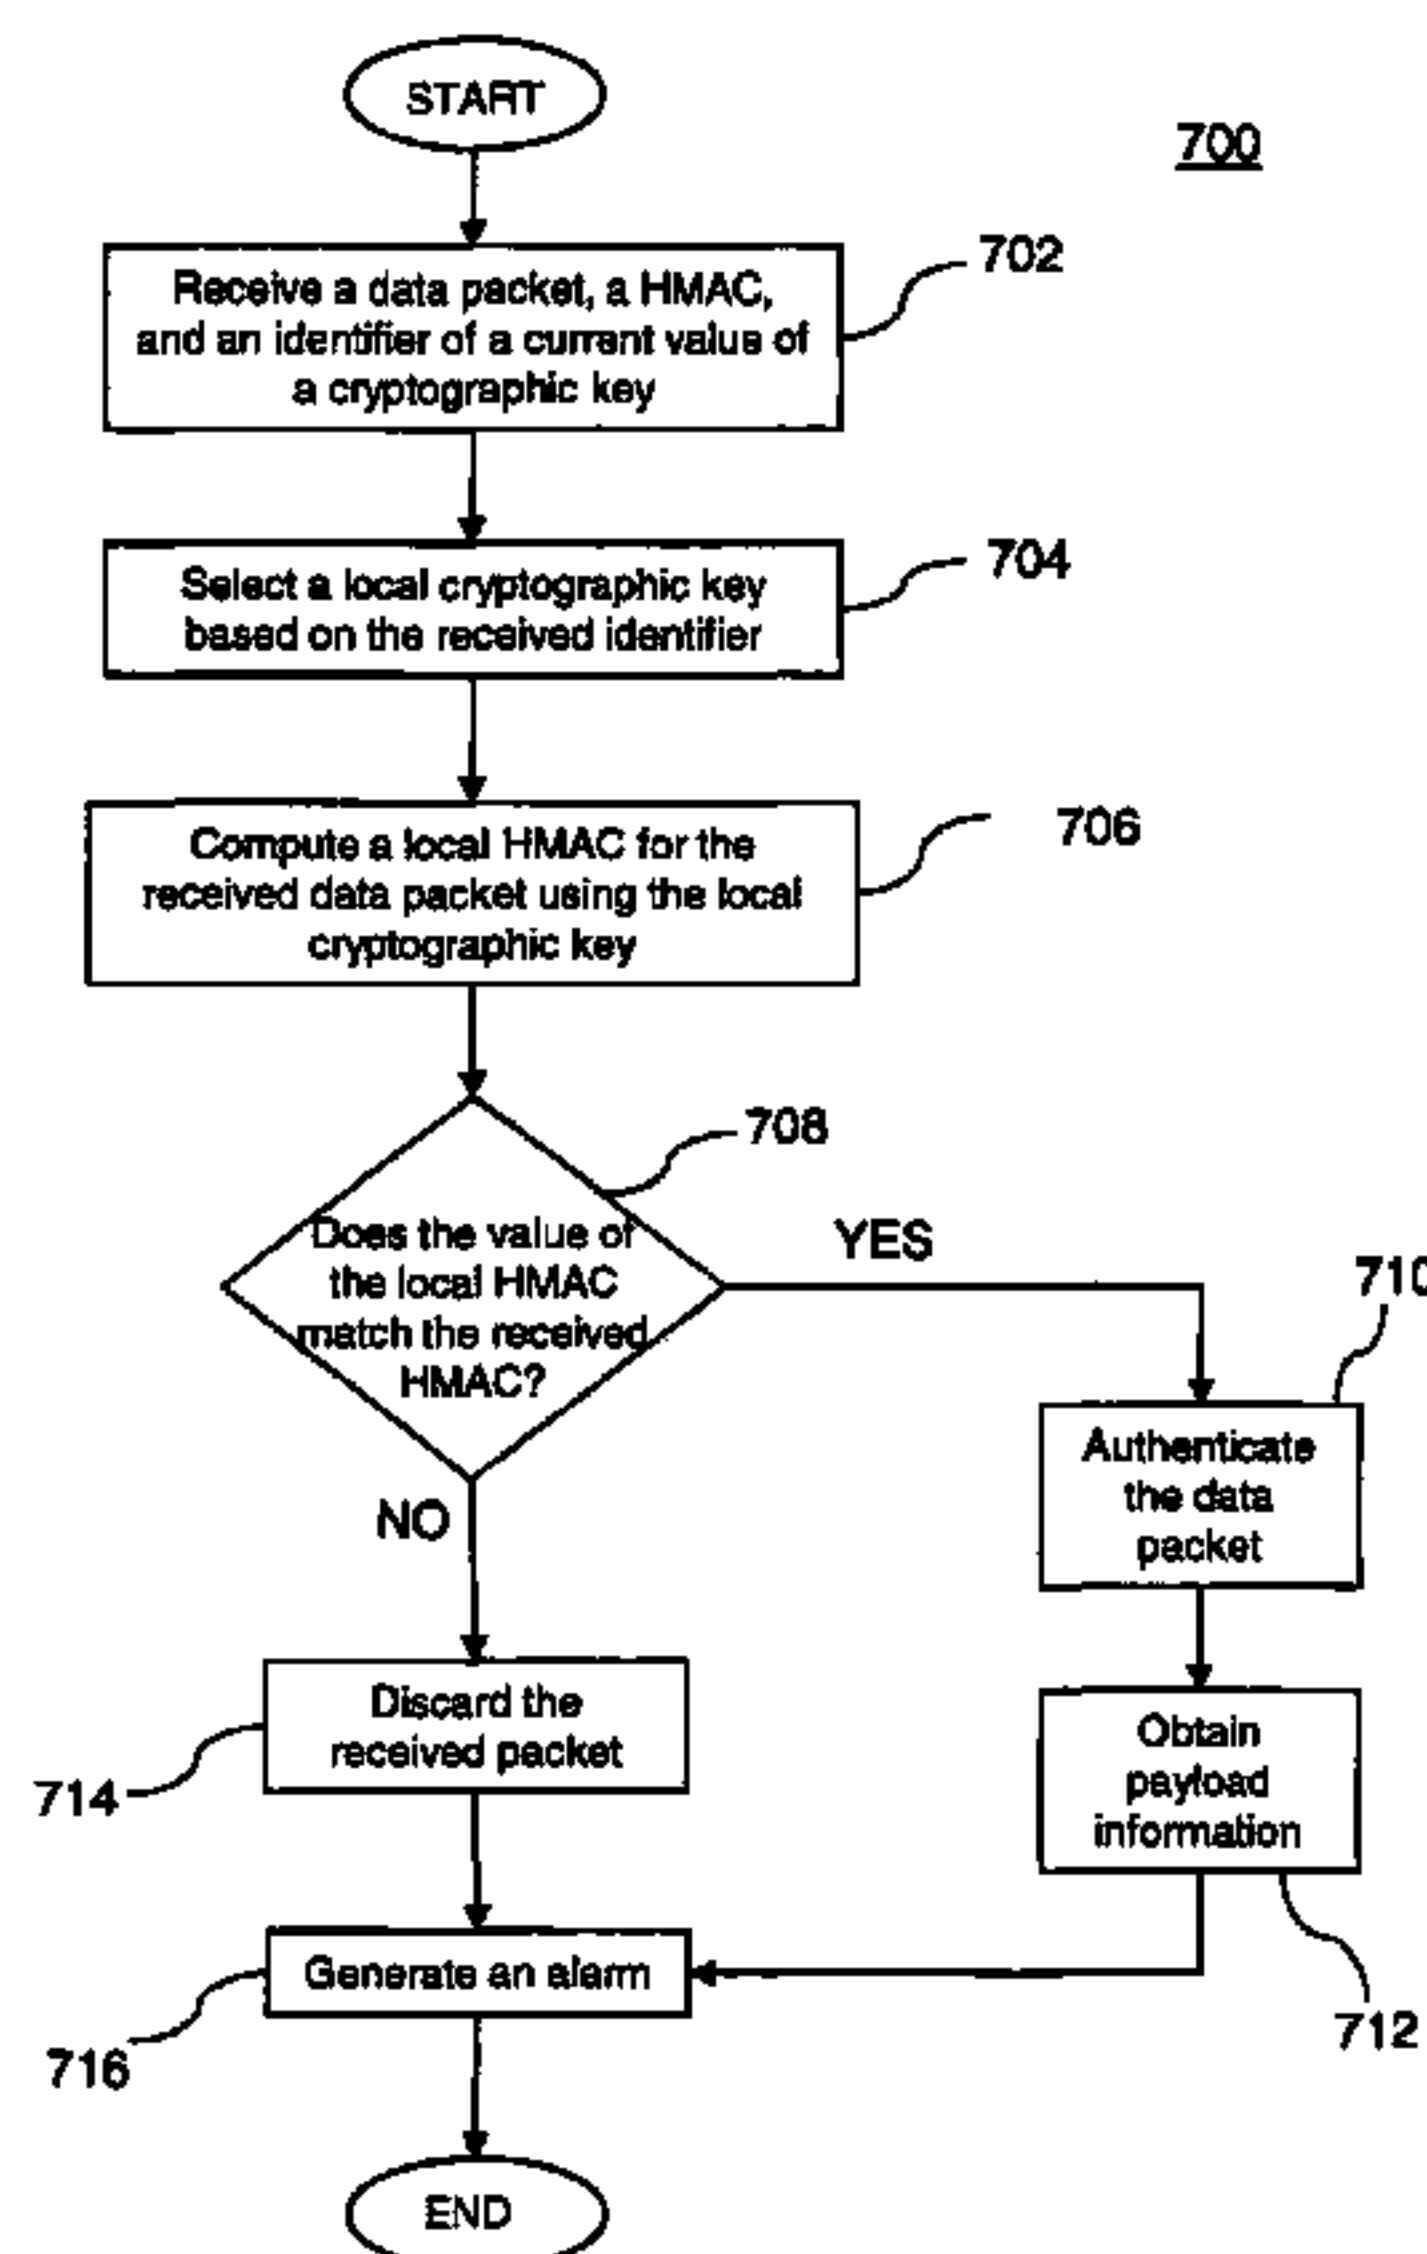 START
700
Receive a data packet, a HMAC,
and an identifier of a current value of
a cryptographic key
702
Select a local cryptographic key
based on the received identifier
704
Compute a local HMAC for the
received data packet using the local
cryptographic key
706
708
Does the value of
the local HMAC
match the received
HMAC?
YES
NO
710
Authenticate
the data
packet
Discard the
received packet
714
Obtain
payload
information
712
Generate an alarm
716
END